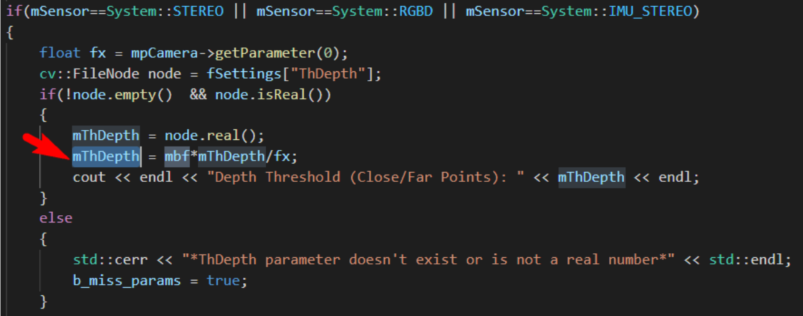 if(mSensor==System::STEREO || mSensor==System::RGBD || mSensor==System::IMU_STEREO)
{
    float fx = mpCamera->getParameter(0);
    cv::FileNode node = fSettings["ThDepth"];
    if(!node.empty()  && node.isReal())
    {
        mThDepth = node.real();
        mThDepth = mbf*mThDepth/fx;
        cout << endl << "Depth Threshold (Close/Far Points): " << mThDepth << endl;
    }
    else
    {
        std::cerr << "*ThDepth parameter doesn't exist or is not a real number*" << std::endl;
        b_miss_params = true;
    }